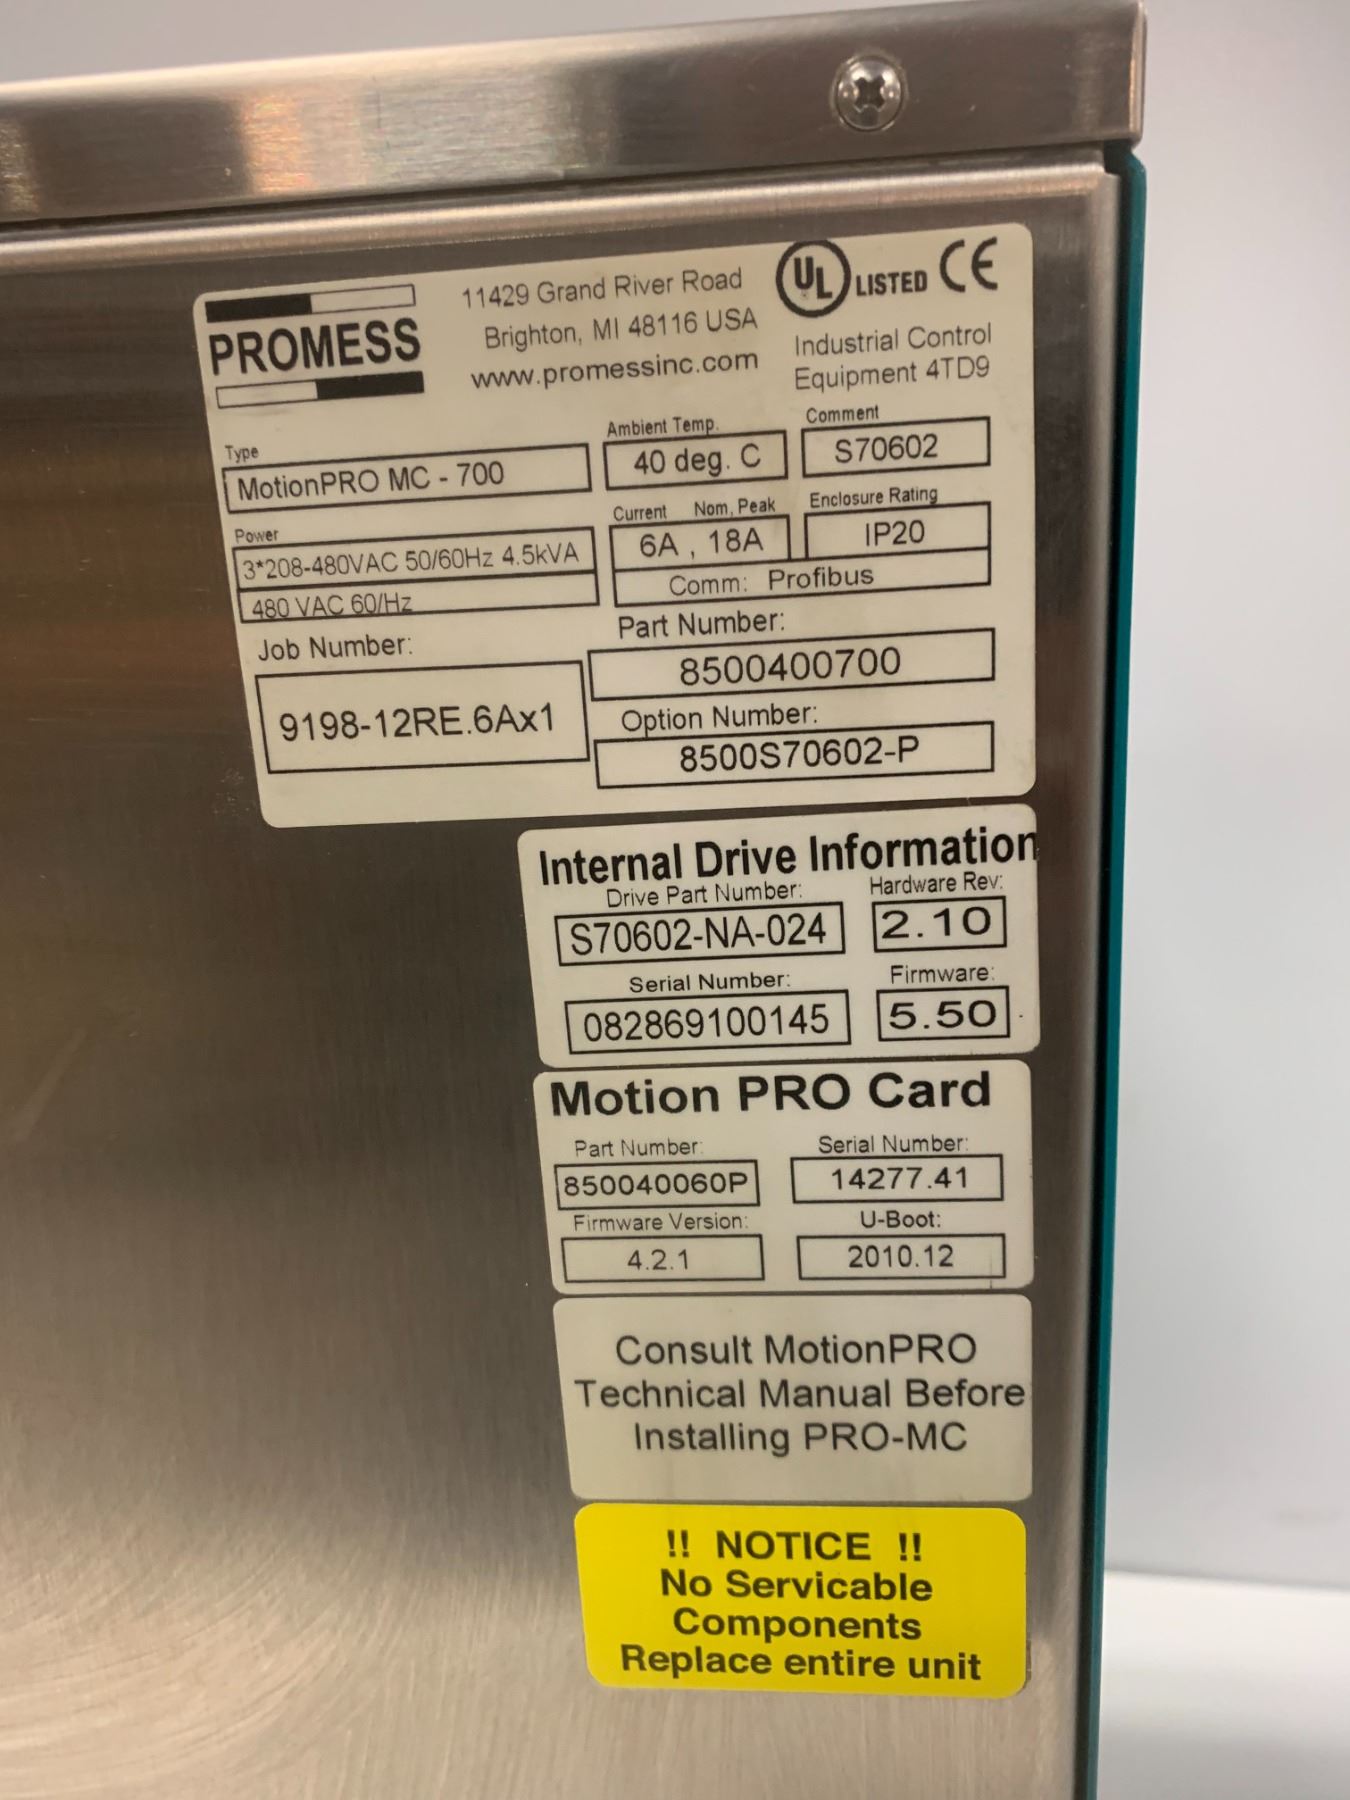 PROMESS
11429 Grand River Road
Brighton, MI 48116 USA
www.promessinc.com
UL LISTED CE
Industrial Control
Equipment 4TD9
Type
MotionPRO MC - 700
Ambient Temp.
40 deg. C
Comment
S70602
Power
3*208-480VAC 50/60Hz 4.5kVA
480 VAC 60/Hz
Current Nom, Peak
6A , 18A
Enclosure Rating
IP20
Comm: Profibus
Job Number:
9198-12RE.6Ax1
Part Number:
8500400700
Option Number:
8500S70602-P
Internal Drive Information
Drive Part Number:
S70602-NA-024
Hardware Rev:
2.10
Serial Number:
082869100145
Firmware:
5.50
Motion PRO Card
Part Number:
850040060P
Serial Number:
14277.41
Firmware Version:
4.2.1
U-Boot:
2010.12
Consult MotionPRO
Technical Manual Before
Installing PRO-MC
!! NOTICE !!
No Servicable
Components
Replace entire unit